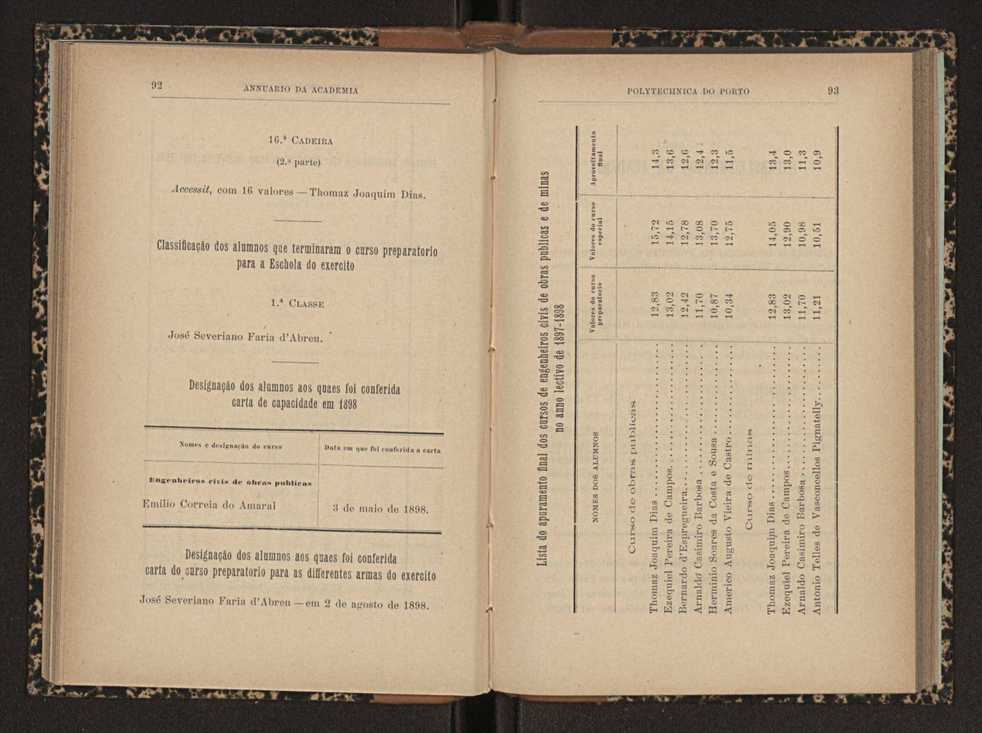 92
ANNUARIO DA ACADEMIA
16.ª CADEIRA
(2.ª parte)
Accessit, com 16 valores — Thomaz Joaquim Dias.
Classificação dos alumnos que terminaram o curso preparatorio
para a Eschola do exercito
1.ª CLASSE
José Severiano Faria d'Abreu.
Designação dos alumnos aos quaes foi conferida
carta de capacidade em 1898
Nomes e designação do curso Data em que foi conferida a carta
Engenheiros civis de obras publicas
Emilio Correia do Amaral 3 de maio de 1898.
Designação dos alumnos aos quaes foi conferida
carta do curso preparatorio para as differentes armas do exercito
José Severiano Faria d'Abreu — em 2 de agosto de 1898.
POLYTECHNICA DO PORTO
93
Lista do apuramento final dos cursos de engenheiros civis de obras publicas e de minas
no anno lectivo de 1897-1898
NOMES DOS ALUMNOS Valores do curso preparatorio Valores do curso especial Aproveitamento final
Curso de obras publicas
Thomaz Joaquim Dias 12,83 15,72 14,3
Ezequiel Pereira de Campos 13,02 14,15 13,6
Bernardo d'Espregueira 12,42 12,78 12,6
Arnaldo Casimiro Barbosa 11,70 13,08 12,4
Herminio Soares da Costa e Sousa 10,87 13,70 12,3
Americo Augusto Vieira de Castro 10,34 12,75 11,5
Curso de minas
Thomaz Joaquim Dias 12,83 14,05 13,4
Ezequiel Pereira de Campos 13,02 12,90 13,0
Arnaldo Casimiro Barbosa 11,70 10,98 11,3
Antonio Telles de Vasconcellos Pignatelly 11,21 10,51 10,9